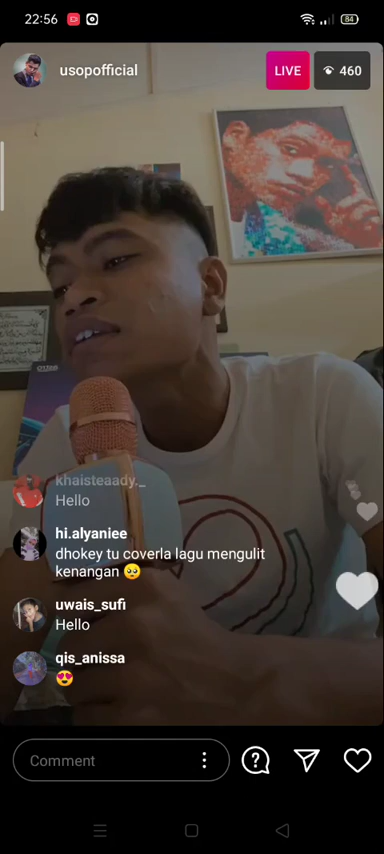 22:56
84
usopofficial
LIVE
460
khaisteaady._
Hello
hi.alyaniee
dhokey tu coverla lagu mengulit
kenangan 🥺
uwais_sufi
Hello
qis_anissa
😍
Comment